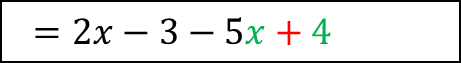 = 2𝑥 − 3 − 5𝑥 + 4